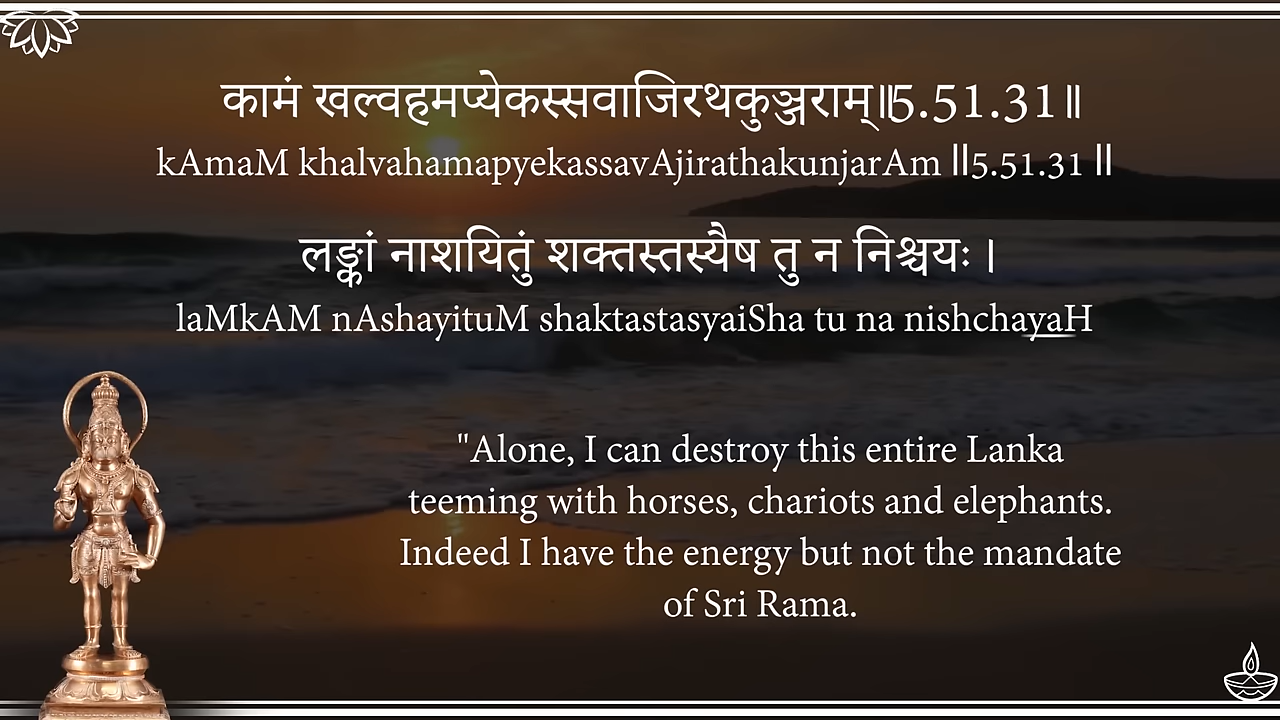 कामं खल्वहमप्येकस्सवाजिरथकुञ्जराम्॥5.51.31॥
kAmaM khalvahamapyekassavAjirathakunjarAm ॥5.51.31 ॥
लङ्कां नाशयितुं शक्तस्तस्यैष तु न निश्चयः ।
laMkAM nAshayituM shaktastasyaiSha tu na nishchayaH
"Alone, I can destroy this entire Lanka
teeming with horses, chariots and elephants.
Indeed I have the energy but not the mandate
of Sri Rama.